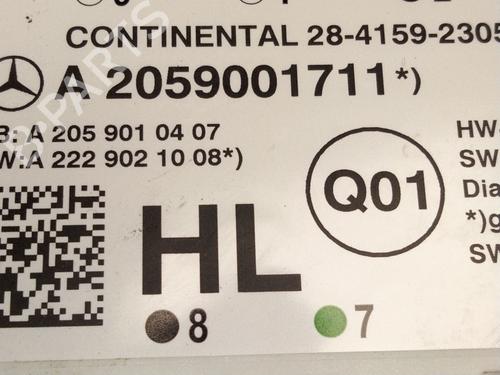 CONTINENTAL 28-4159-2305
A 2059001711*)
B: A 205 901 04 07 HW-
W:A 222 902 10 08*) SW
Q01 Dia
HL *)g
SW
8 7